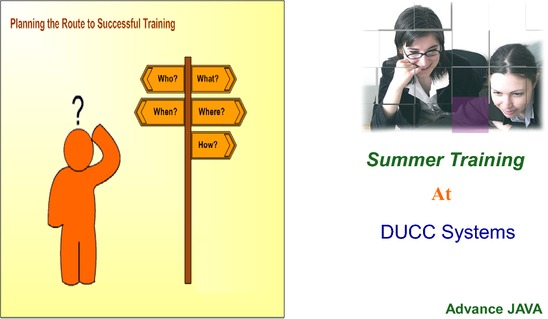 Planning the Route to Successful Training
?
Who?
What?
When?
Where?
How?
Summer Training
At
DUCC Systems
Advance JAVA